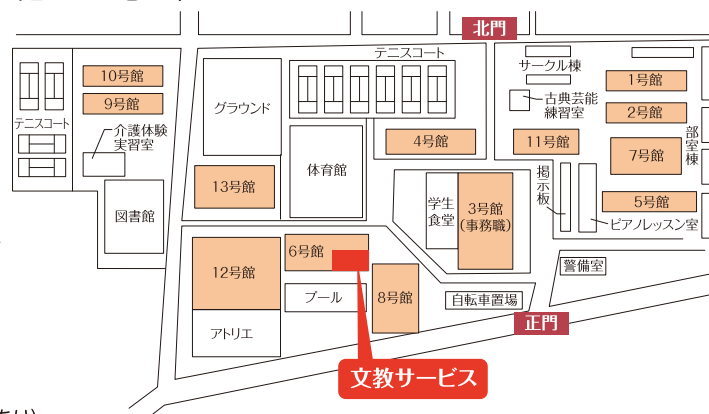 北門
テニスコート
サークル棟
10号館
1号館
グラウンド
9号館
古典芸能
練習室
2号館
テニスコート
介護体験
実習室
4号館
11号館
7号館
部室棟
体育館
13号館
掲示板
図書館
学生
食堂
3号館
(事務職)
5号館
ピアノレッスン室
6号館
12号館
警備室
プール
8号館
自転車置場
アトリエ
正門
文教サービス